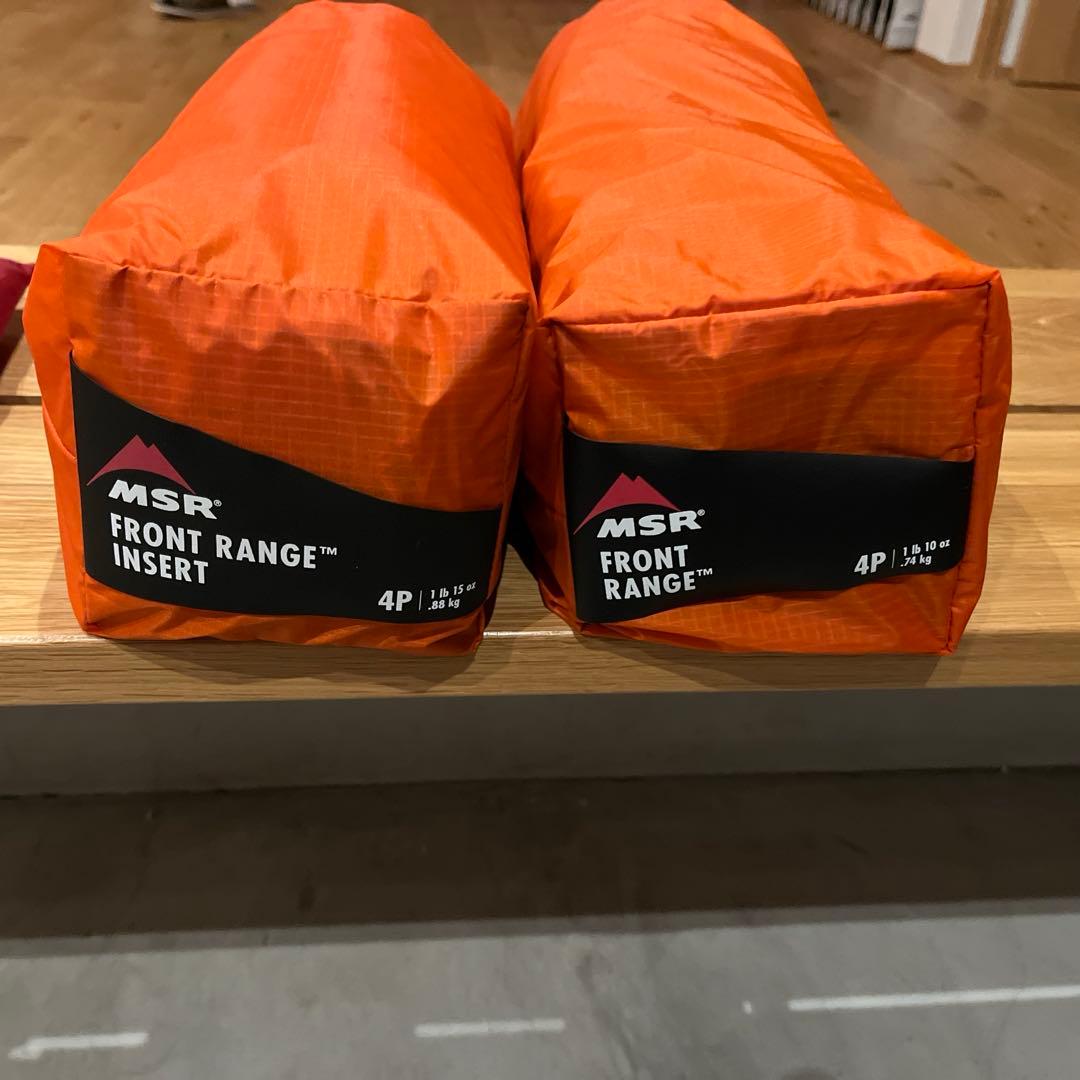 MSR®
FRONT RANGE™
INSERT
4P | 1 lb 15 oz
.88 kg
MSR®
FRONT
RANGE™
4P | 1 lb 10 oz
.74 kg